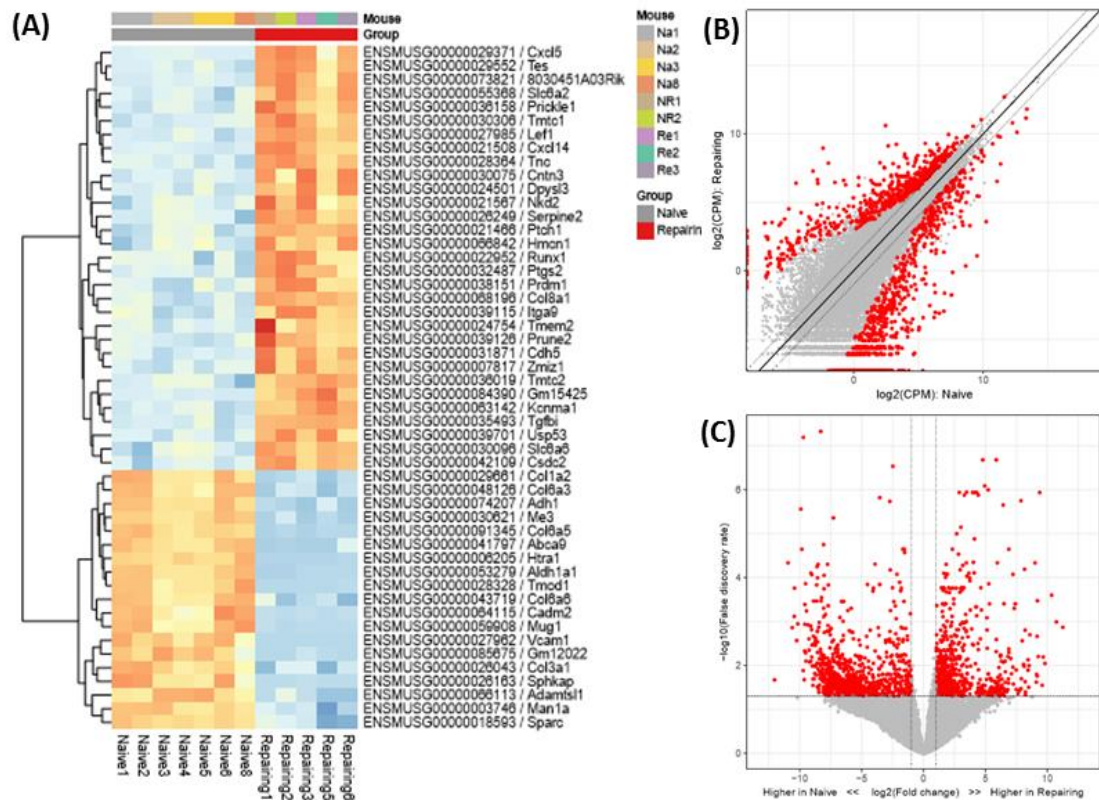 (A)
Mouse
Group
ENSMUSG00000029371 / Cxcl5
ENSMUSG00000029552 / Tes
ENSMUSG00000073821 / 8030451A03Rik
ENSMUSG00000055368 / Slc6a2
ENSMUSG00000036158 / Prickle1
ENSMUSG00000030306 / Tmtc1
ENSMUSG00000027985 / Lef1
ENSMUSG00000021508 / Cxcl14
ENSMUSG00000028364 / Tnc
ENSMUSG00000030075 / Cntn3
ENSMUSG00000024501 / Dpysl3
ENSMUSG00000021567 / Nkd2
ENSMUSG00000026249 / Serpine2
ENSMUSG00000021466 / Ptch1
ENSMUSG00000066842 / Hmcn1
ENSMUSG00000022952 / Runx1
ENSMUSG00000032487 / Ptgs2
ENSMUSG00000038151 / Prdm1
ENSMUSG00000068196 / Col8a1
ENSMUSG00000039115 / Itga9
ENSMUSG00000024754 / Tmem2
ENSMUSG00000039126 / Prune2
ENSMUSG00000031871 / Cdh5
ENSMUSG00000007817 / Zmiz1
ENSMUSG00000036019 / Tmtc2
ENSMUSG00000084390 / Gm15425
ENSMUSG00000063142 / Kcnma1
ENSMUSG00000035493 / Tgfbi
ENSMUSG00000039701 / Usp53
ENSMUSG00000030096 / Slc6a6
ENSMUSG00000042109 / Csdc2
ENSMUSG00000029661 / Col1a2
ENSMUSG00000048126 / Col6a3
ENSMUSG00000074207 / Adh1
ENSMUSG00000030621 / Me3
ENSMUSG00000091345 / Col6a5
ENSMUSG00000041797 / Abca9
ENSMUSG00000006205 / Htra1
ENSMUSG00000053279 / Aldh1a1
ENSMUSG00000028328 / Tmod1
ENSMUSG00000043719 / Col6a6
ENSMUSG00000064115 / Cadm2
ENSMUSG00000059908 / Mug1
ENSMUSG00000027962 / Vcam1
ENSMUSG00000085675 / Gm12022
ENSMUSG00000026043 / Col3a1
ENSMUSG00000026163 / Sphkap
ENSMUSG00000066113 / Adamtsl1
ENSMUSG00000003746 / Man1a
ENSMUSG00000018593 / Sparc
Naive1
Naive2
Naive3
Naive4
Naive5
Naive6
Naive8
Repairing1
Repairing2
Repairing3
Repairing5
Repairing6
Mouse
Na1
Na2
Na3
Na8
NR1
NR2
Re1
Re2
Re3
Group
Naive
Repairin
(B)
log2(CPM): Repairing
10
0
0
10
log2(CPM): Naive
(C)
−log10(False discovery rate)
6
4
2
0
−10
−5
0
5
10
Higher in Naive << log2(Fold change) >> Higher in Repairing